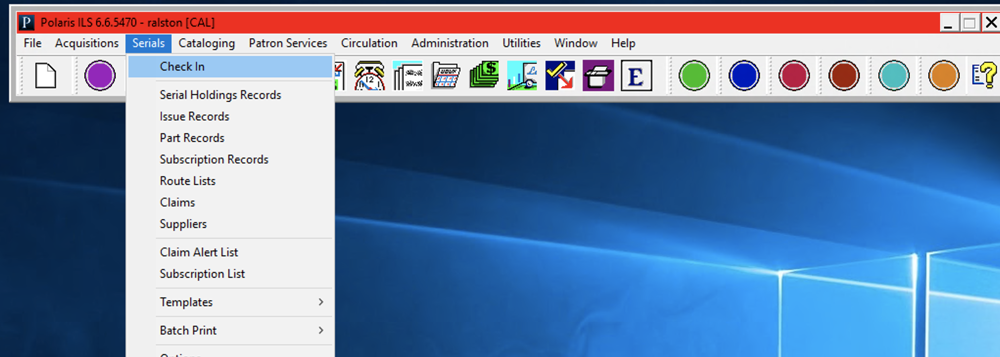 P Polaris ILS 6.6.5470 - ralston [CAL]
File Acquisitions Serials Cataloging Patron Services Circulation Administration Utilities Window Help
Check In
12
$
E
?
Serial Holdings Records
Issue Records
Part Records
Subscription Records
Route Lists
Claims
Suppliers
Claim Alert List
Subscription List
Templates
Batch Print